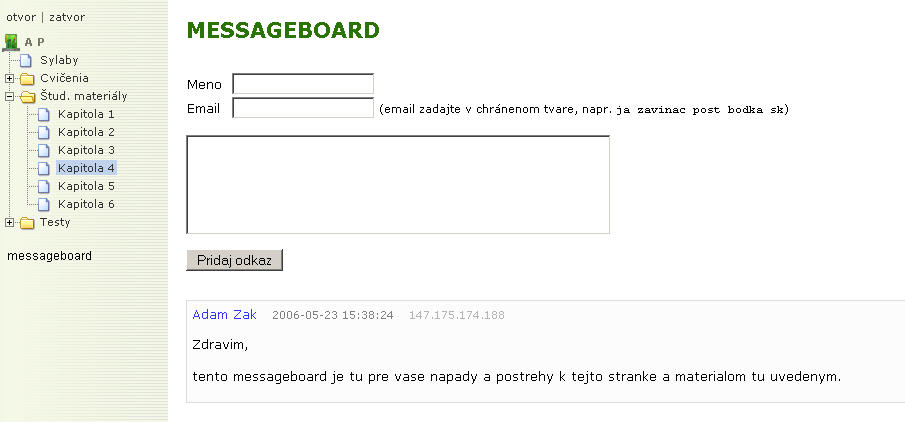 otvor | zatvor
A P
Sylaby
Cvičenia
Štud. materiály
Kapitola 1
Kapitola 2
Kapitola 3
Kapitola 4
Kapitola 5
Kapitola 6
Testy
messageboard
MESSAGEBOARD
Meno
Email (email zadajte v chránenom tvare, napr. ja zavinac post bodka sk)
Pridaj odkaz
Adam Zak 2006-05-23 15:38:24 147.175.174.188
Zdravim,
tento messageboard je tu pre vase napady a postrehy k tejto stranke a materialom tu uvedenym.